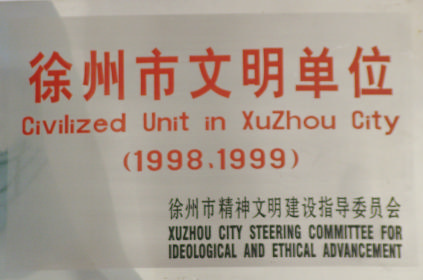 徐州市文明单位
Civilized Unit in XuZhou City
(1998、1999)
徐州市精神文明建设指导委员会
XUZHOU CITY STEERING COMMITTEE FOR
IDEOLOGICAL AND ETHICAL ADVANCEMENT